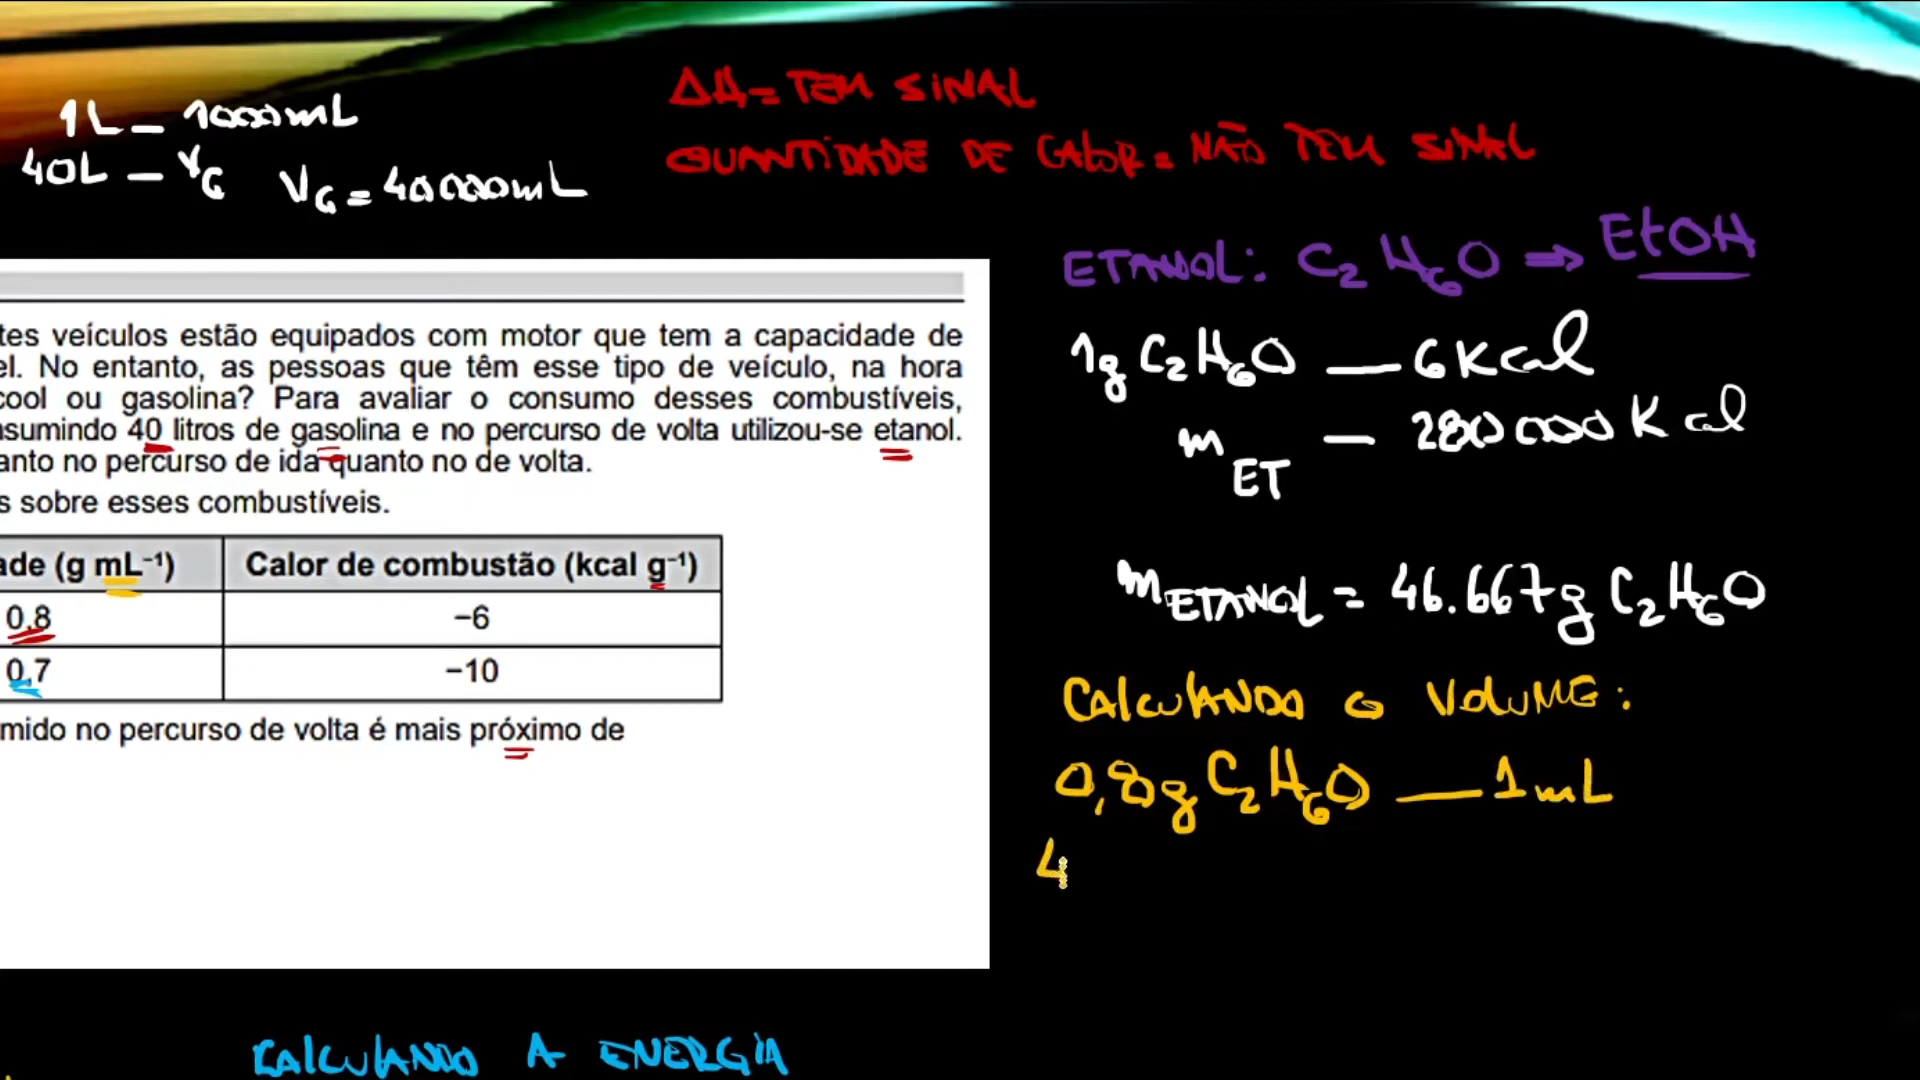 1L — 1000mL
40L — VG VG = 40000mL
ΔH = TEM SINAL
QUANTIDADE DE CALOR = NÃO TEM SINAL
tes veículos estão equipados com motor que tem a capacidade de
el. No entanto, as pessoas que têm esse tipo de veículo, na hora
cool ou gasolina? Para avaliar o consumo desses combustíveis,
nsumindo 40 litros de gasolina e no percurso de volta utilizou-se etanol.
anto no percurso de ida quanto no de volta.
s sobre esses combustíveis.
ade (g mL⁻¹) Calor de combustão (kcal g⁻¹)
0,8 −6
0,7 −10
mido no percurso de volta é mais próximo de
ETANOL: C₂H₆O ⇒ EtOH
1g C₂H₆O — 6Kcal
mET — 280000Kcal
mETANOL = 46.667g C₂H₆O
CALCULANDO O VOLUME:
0,8g C₂H₆O — 1mL
4
CALCULANDO A ENERGIA